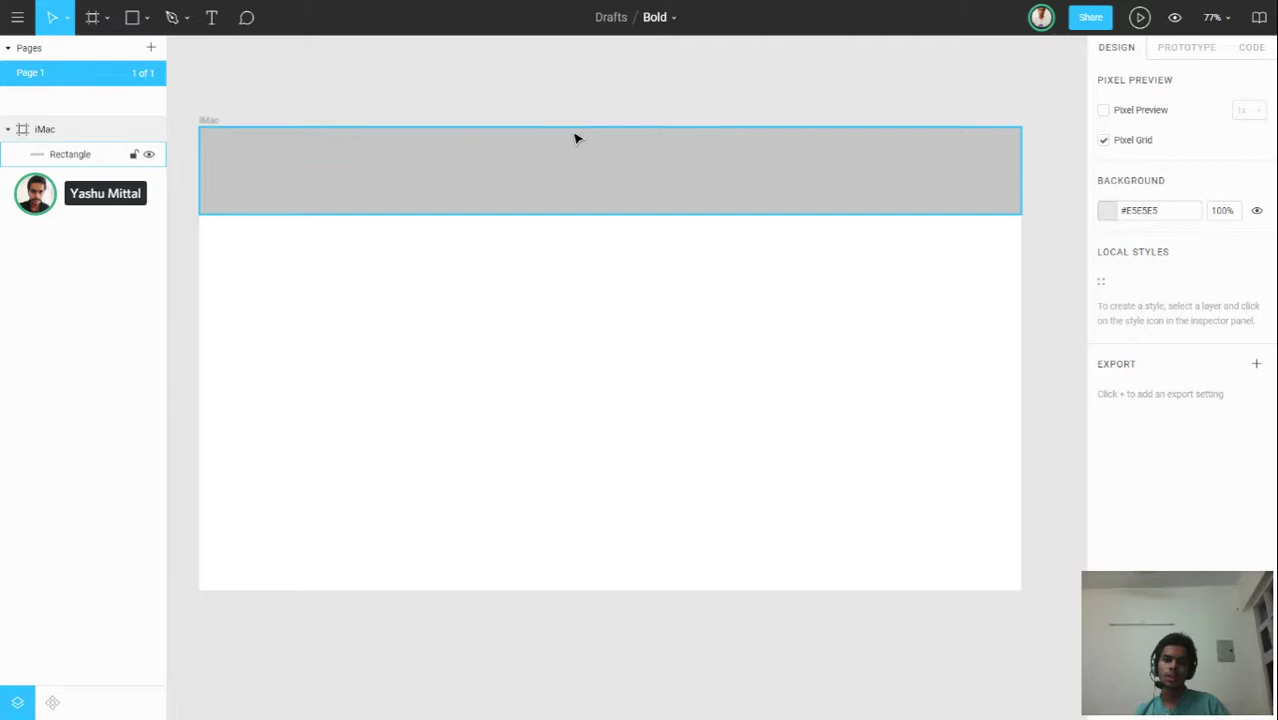 Drafts / Bold
Share
77%
Pages
Page 1
1 of 1
iMac
Rectangle
Yashu Mittal
iMac
DESIGN
PROTOTYPE
CODE
PIXEL PREVIEW
Pixel Preview
1x
Pixel Grid
BACKGROUND
#E5E5E5
100%
LOCAL STYLES
To create a style, select a layer and click
on the style icon in the inspector panel.
EXPORT
Click + to add an export setting